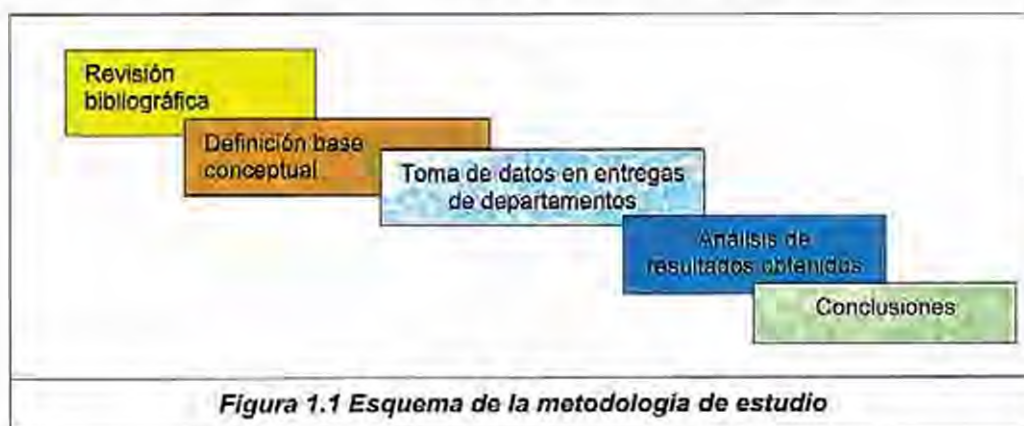 Revisión
bibliográfica
Definición base
conceptual
Toma de datos en entregas
de departamentos
Análisis de
resultados obtenidos
Conclusiones
Figura 1.1 Esquema de la metodología de estudio